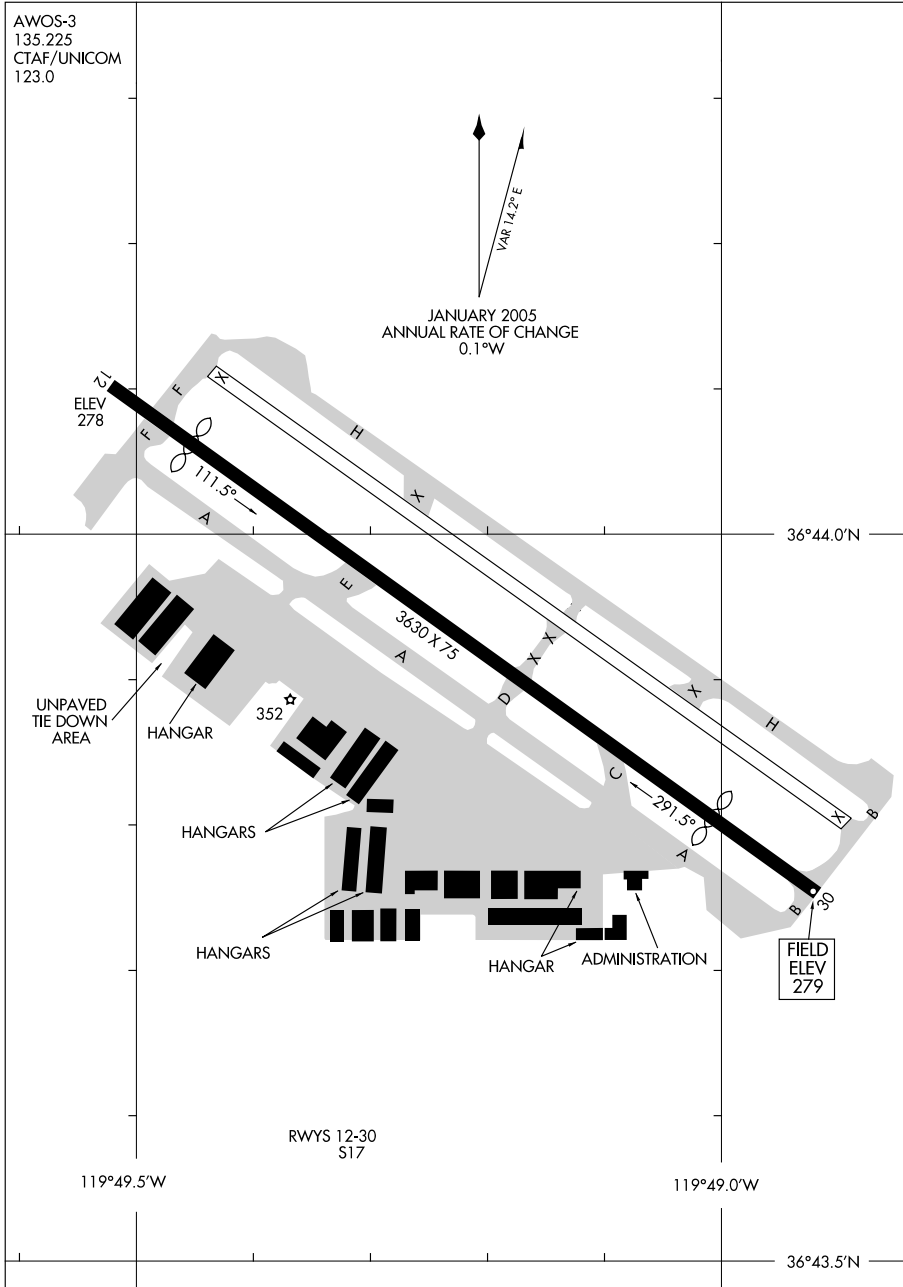 AWOS-3
135.225
CTAF/UNICOM
123.0
VAR 14.2° E
JANUARY 2005
ANNUAL RATE OF CHANGE
0.1°W
12
ELEV
278
F
F
111.5°
H
X
X
A
36°44.0'N
E
3630 X 75
A
X
X
D
X
H
UNPAVED
TIE DOWN
AREA
HANGAR
352
C
291.5°
X
B
A
HANGARS
B
30
HANGARS
HANGAR
ADMINISTRATION
FIELD
ELEV
279
RWYS 12-30
S17
119°49.5'W
119°49.0'W
36°43.5'N